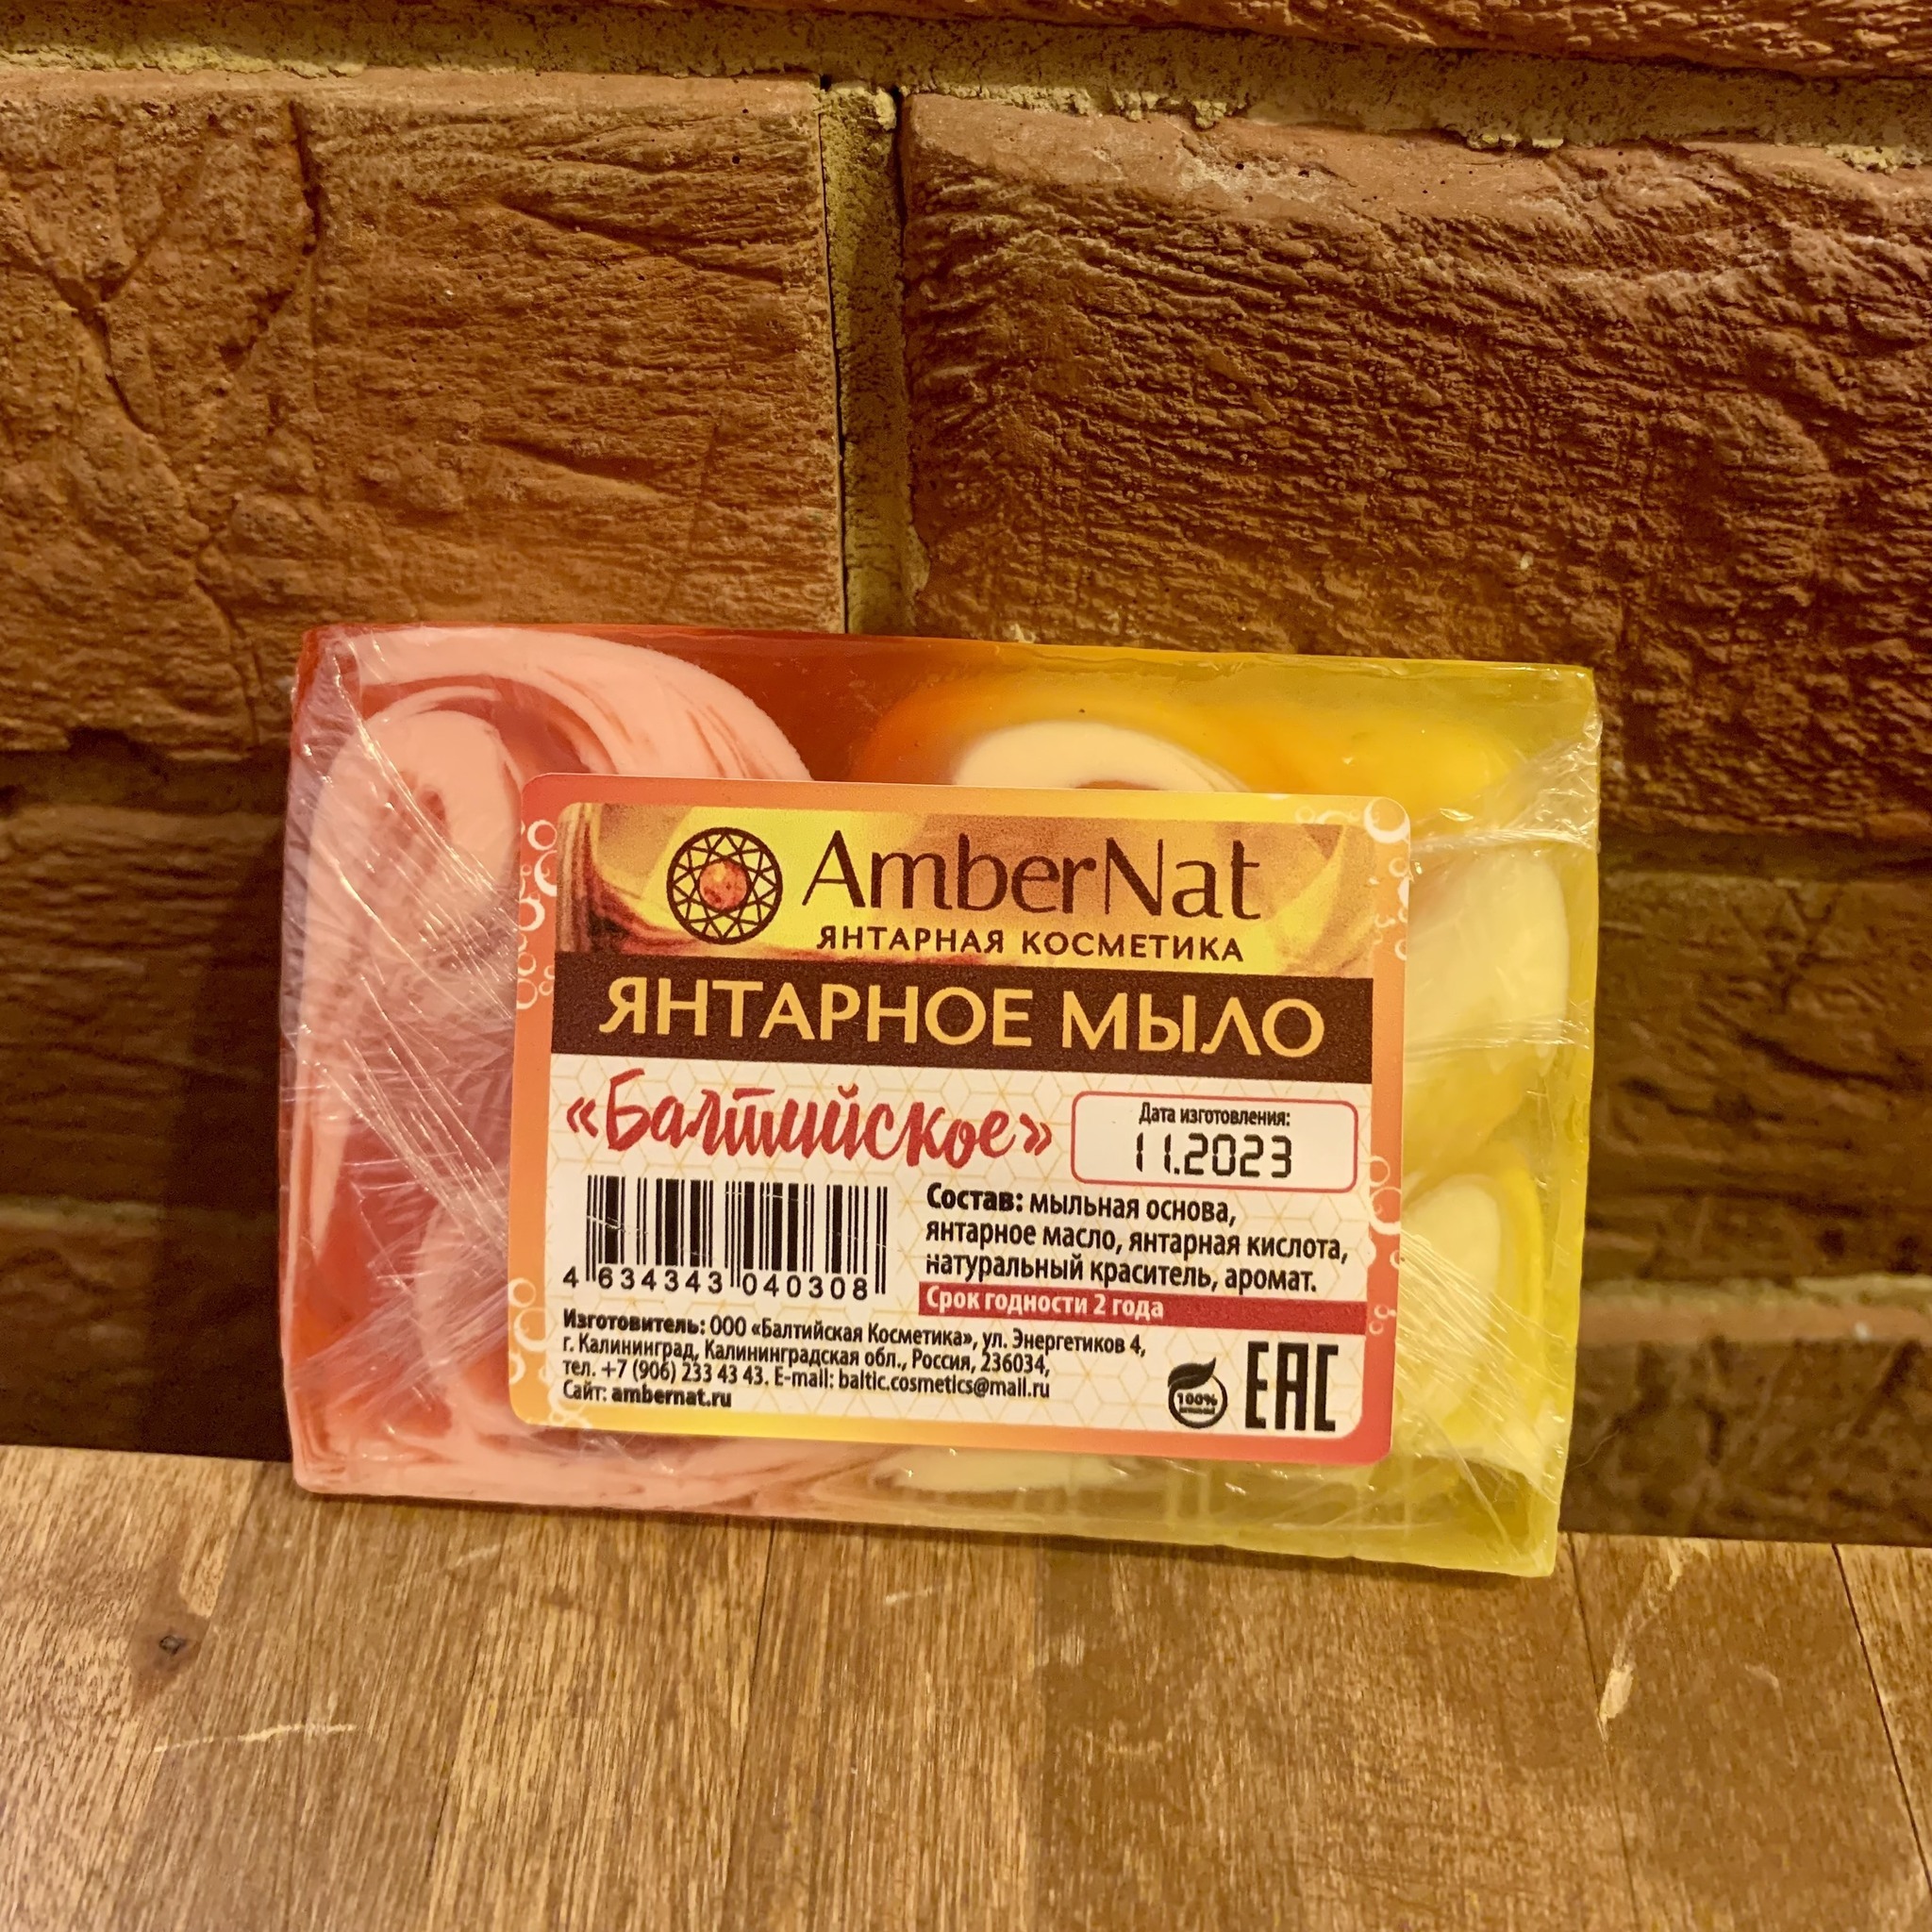 AmberNat
ЯНТАРНАЯ КОСМЕТИКА
ЯНТАРНОЕ МЫЛО
«Балтийское»
Дата изготовления:
11.2023
Состав: мыльная основа,
янтарное масло, янтарная кислота,
натуральный краситель, аромат.
Срок годности 2 года
4 634343 040308
Изготовитель: ООО «Балтийская Косметика», ул. Энергетиков 4,
г. Калининград, Калининградская обл., Россия, 236034,
тел. +7 (906) 233 43 43. E-mail: baltic.cosmetics@mail.ru
Сайт: ambernat.ru
100%
EAC